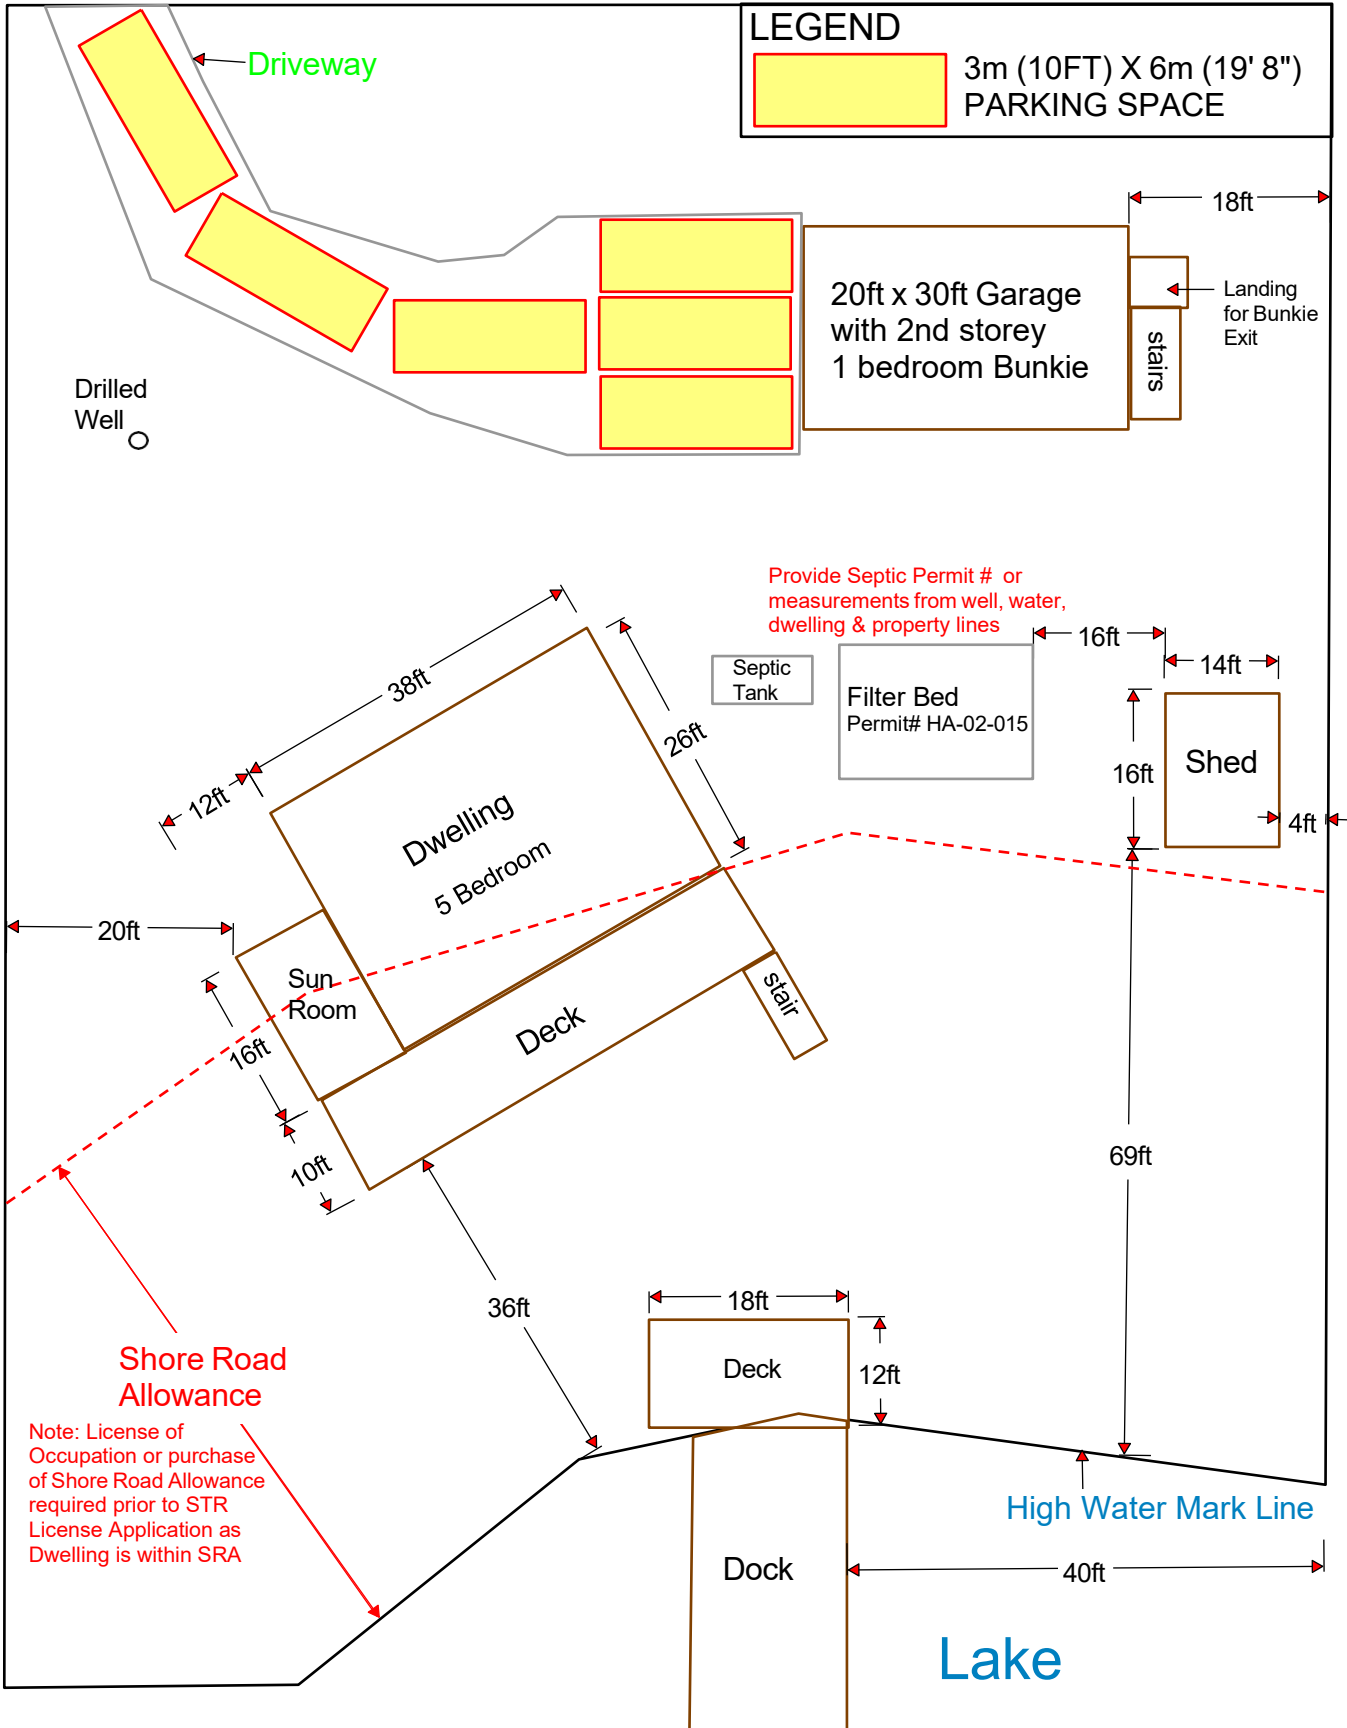 LEGEND
3m (10FT) X 6m (19' 8")
PARKING SPACE
Driveway
18ft
20ft x 30ft Garage
with 2nd storey
1 bedroom Bunkie
Landing
for Bunkie
Exit
stairs
Drilled
Well
Provide Septic Permit # or
measurements from well, water,
dwelling & property lines
16ft
14ft
Septic
Tank
Filter Bed
Permit# HA-02-015
16ft
Shed
4ft
38ft
26ft
12ft
Dwelling
5 Bedroom
20ft
Sun
Room
16ft
Deck
stair
10ft
69ft
36ft
18ft
Deck
12ft
Shore Road
Allowance
Note: License of
Occupation or purchase
of Shore Road Allowance
required prior to STR
License Application as
Dwelling is within SRA
High Water Mark Line
Dock
40ft
Lake